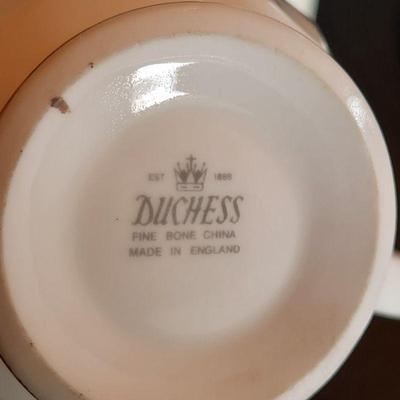 EST 1888
DUCHESS
FINE BONE CHINA
MADE IN ENGLAND